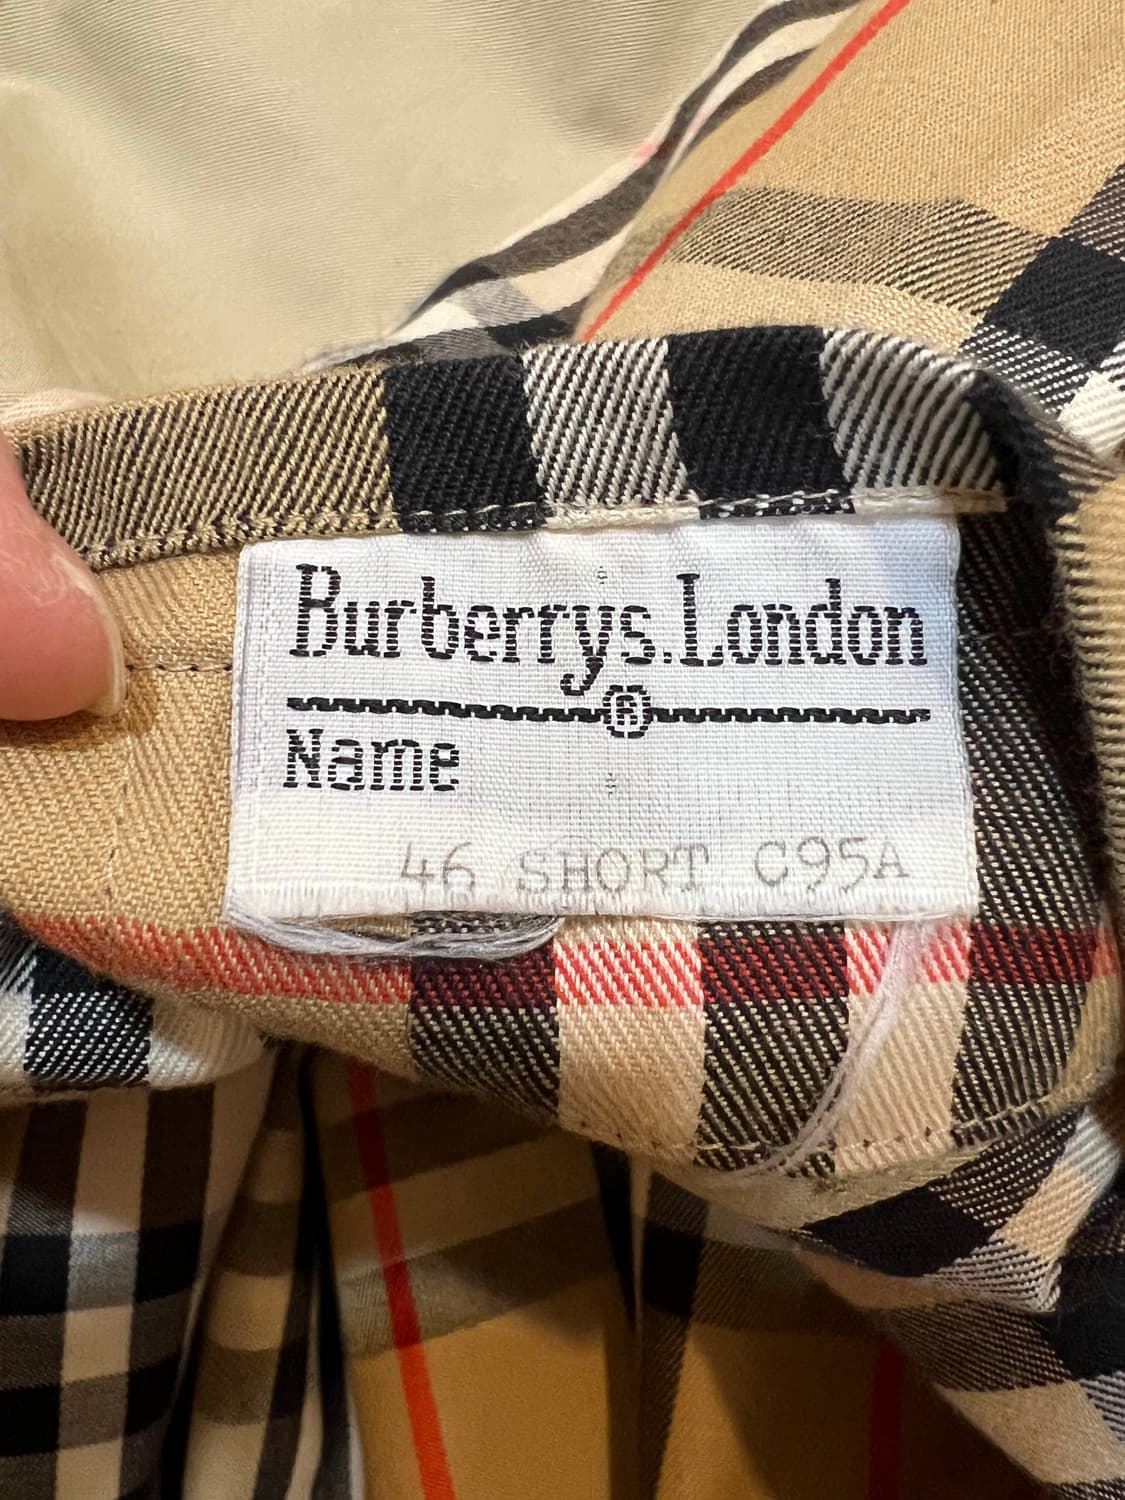 Burberrys.London
®
Name
46 SHORT C95A